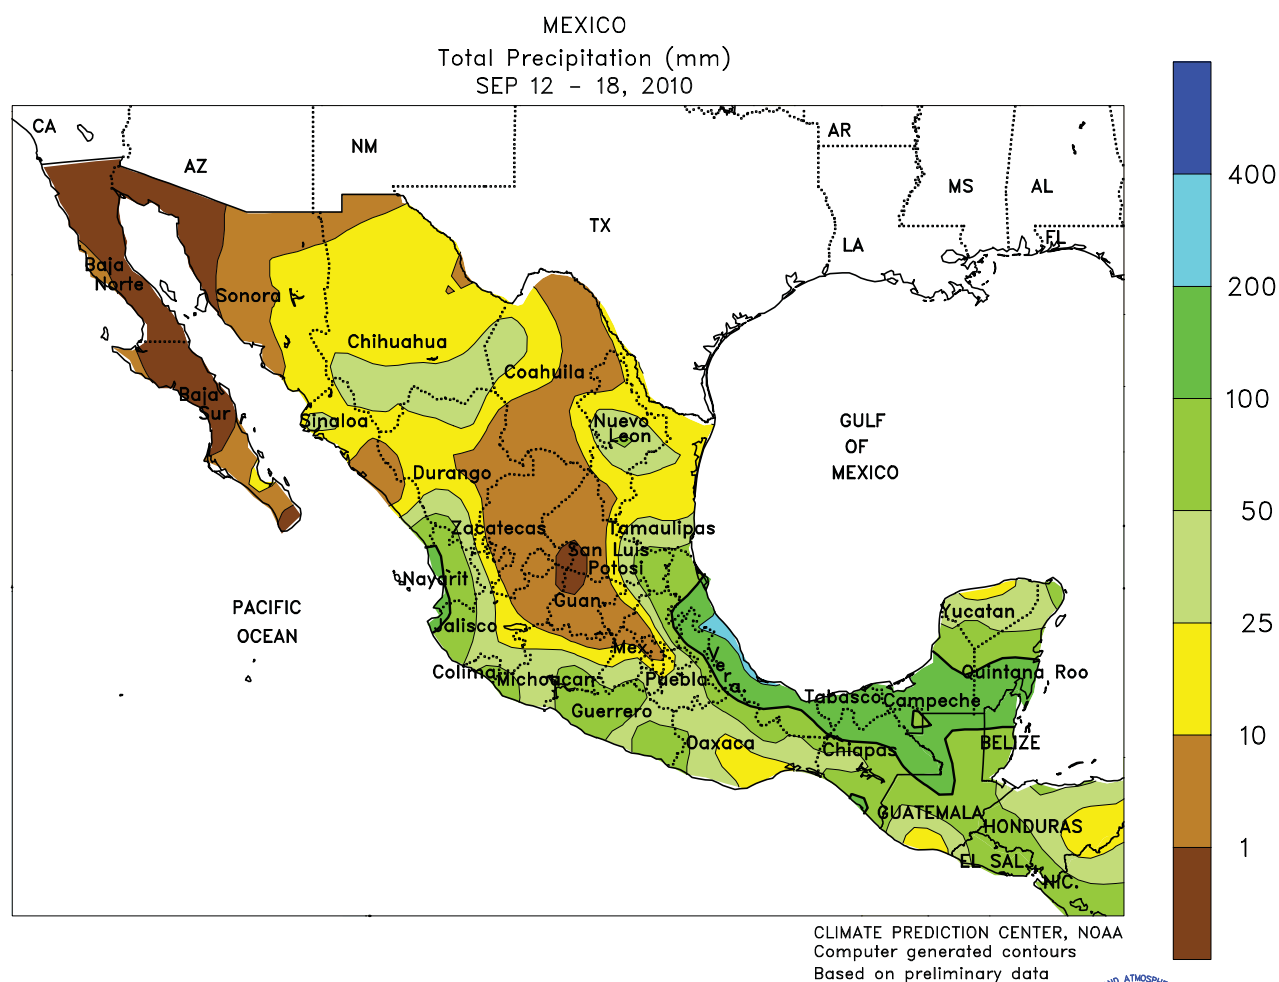 MEXICO
Total Precipitation (mm)
SEP 12 - 18, 2010
CA
AZ
NM
TX
AR
MS
AL
LA
FL
400
200
100
50
25
10
1
Baja
Norte
Sonora
Chihuahua
Coahuila
Baja
Sur
Sinaloa
Nuevo
Leon
Durango
GULF
OF
MEXICO
Zacatecas
Tamaulipas
San Luis
Potosi
Nayarit
Guan.
PACIFIC
OCEAN
Jalisco
Yucatan
Mex.
Vera.
Colima
Michoacan
Puebla
Quintana Roo
Tabasco
Campeche
Guerrero
Oaxaca
Chiapas
BELIZE
GUATEMALA
HONDURAS
EL SAL.
NIC.
CLIMATE PREDICTION CENTER, NOAA
Computer generated contours
Based on preliminary data
ND ATMOSPH